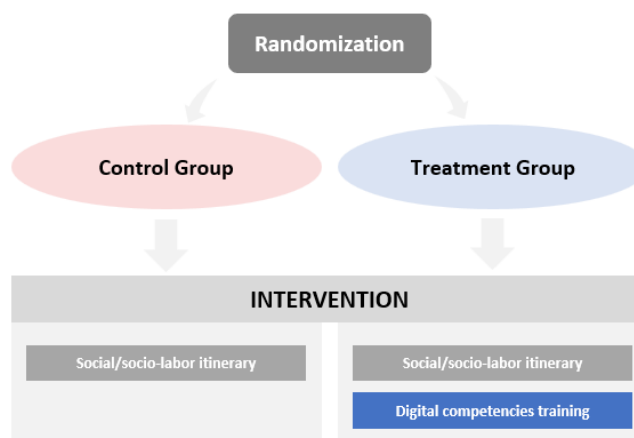 Randomization
Control Group
Treatment Group
INTERVENTION
Social/socio-labor itinerary
Social/socio-labor itinerary
Digital competencies training